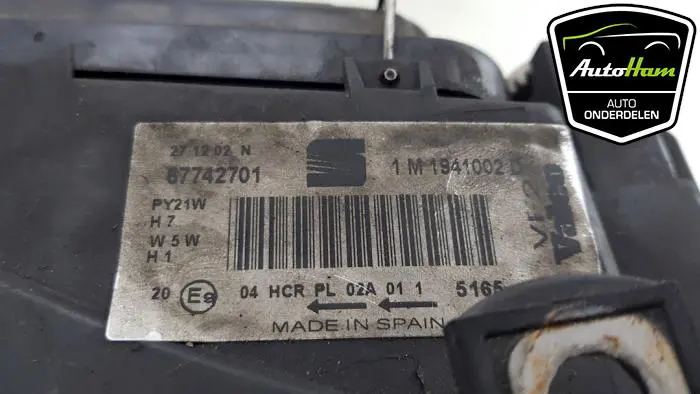 AutoHam
AUTO
ONDERDELEN
27 12 02 N
67742701
1 M 1941002 D
PY21W
H 7
W 5 W
H 1
Valeo
20 E9 04 HCR PL 02A 01 1 5165
MADE IN SPAIN